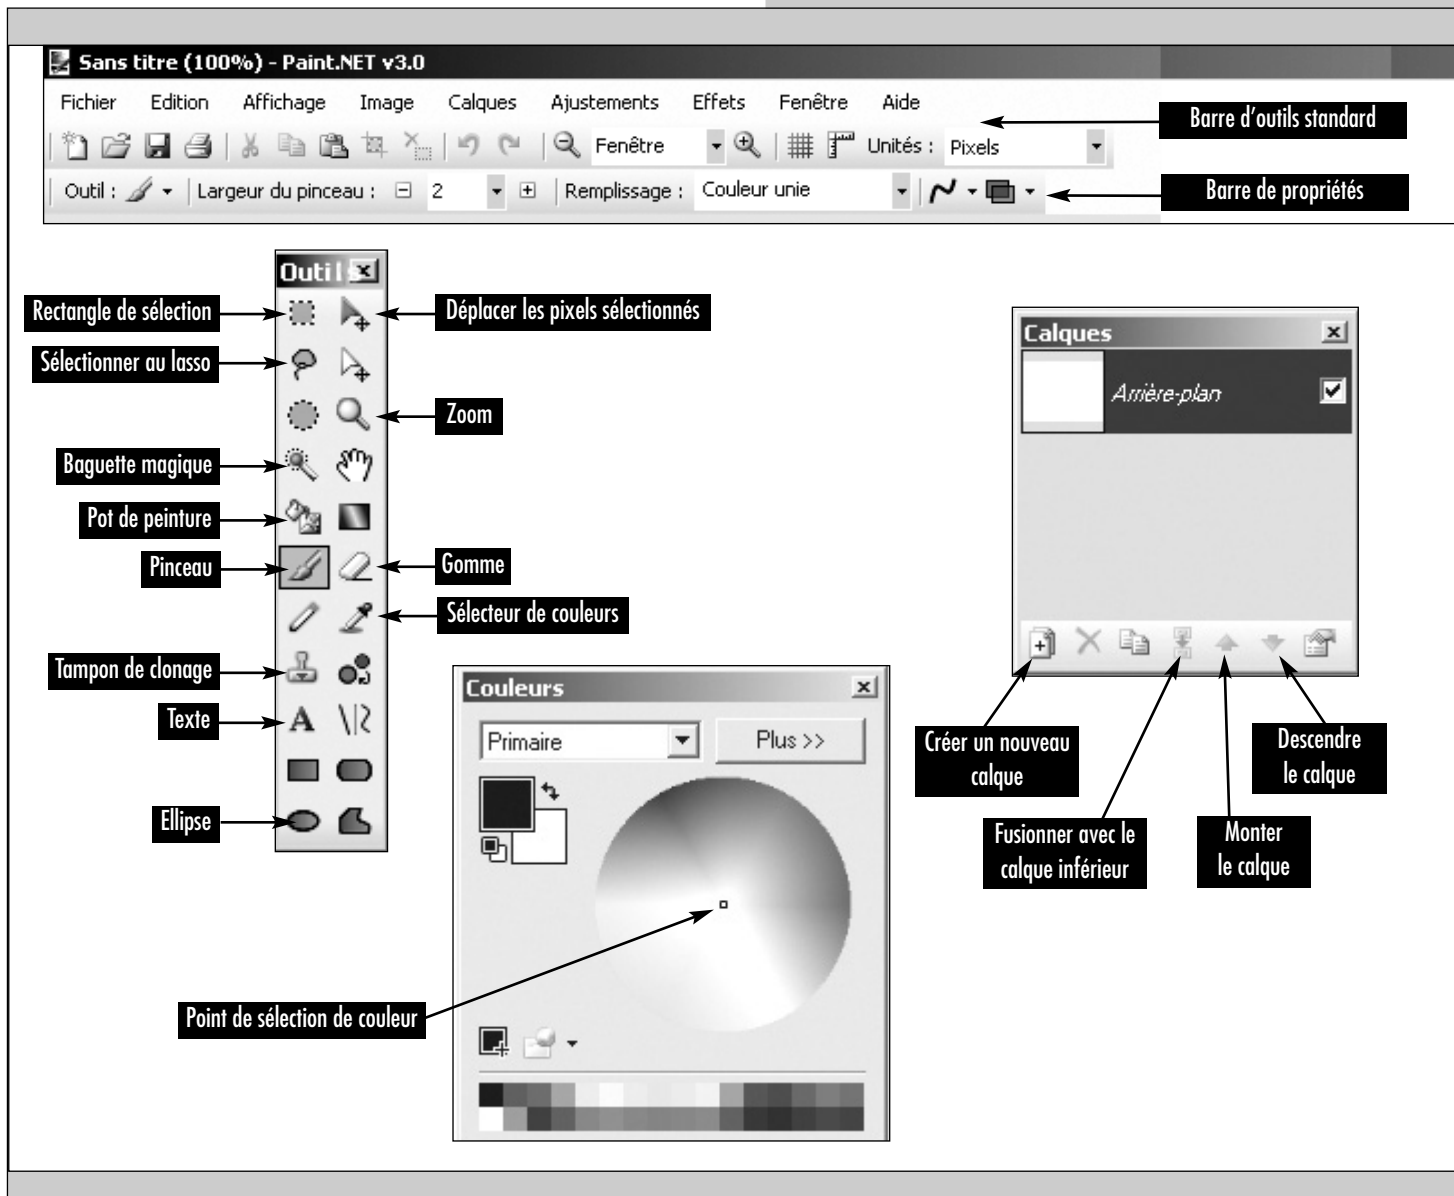 Sans titre (100%) - Paint.NET v3.0
Fichier Edition Affichage Image Calques Ajustements Effets Fenêtre Aide
Barre d'outils standard
Fenêtre Unités : Pixels
Outil : Largeur du pinceau : 2 Remplissage : Couleur unie
Barre de propriétés
Outils
Rectangle de sélection
Déplacer les pixels sélectionnés
Sélectionner au lasso
Zoom
Baguette magique
Pot de peinture
Pinceau
Gomme
Sélecteur de couleurs
Tampon de clonage
Texte
Ellipse
Calques
Arrière-plan
Créer un nouveau
calque
Fusionner avec le
calque inférieur
Monter
le calque
Descendre
le calque
Couleurs
Primaire
Plus >>
Point de sélection de couleur